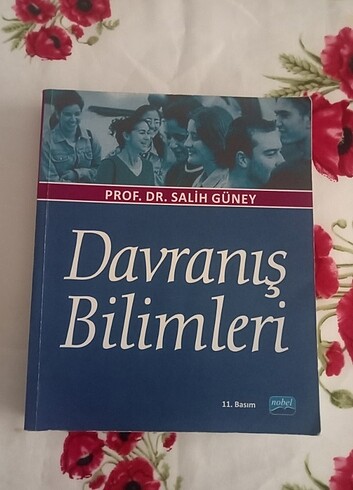 PROF. DR. SALİH GÜNEY
Davranış
Bilimleri
11. Basım
nobel